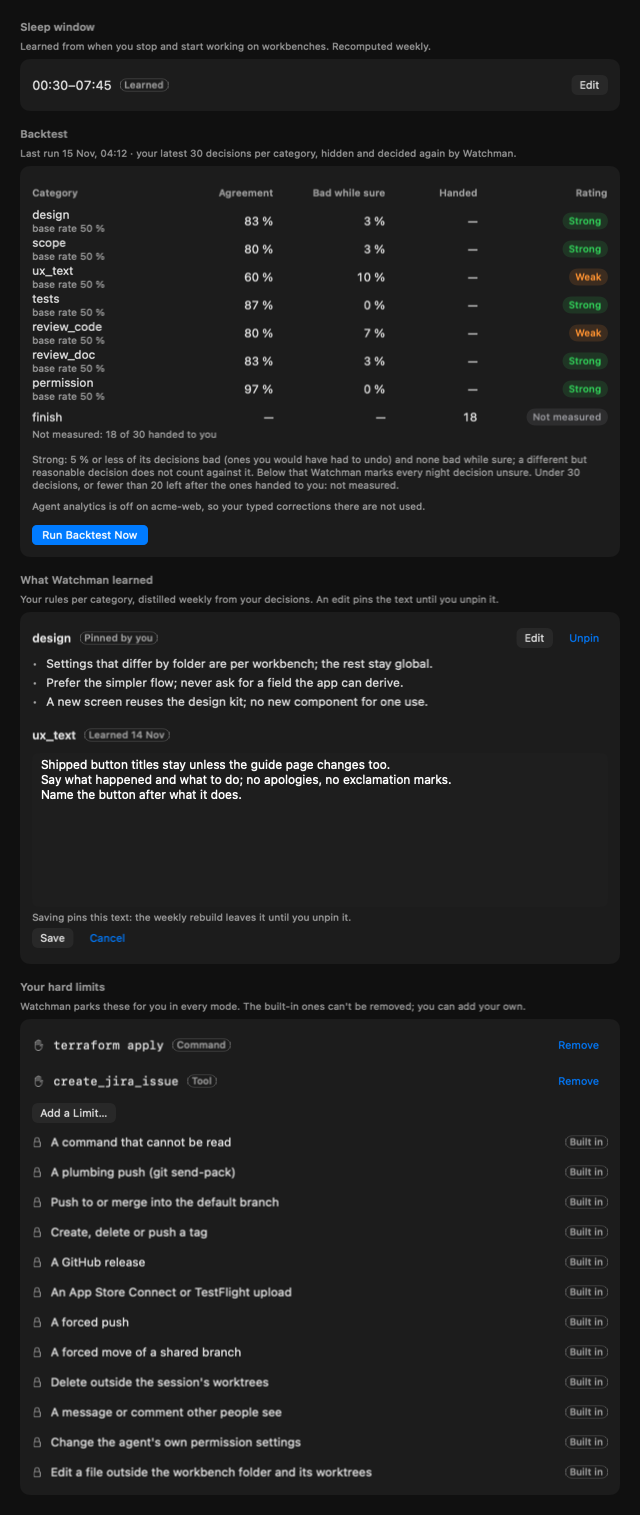 Sleep window
Learned from when you stop and start working on workbenches. Recomputed weekly.
00:30–07:45 Learned Edit
Backtest
Last run 15 Nov, 04:12 · your latest 30 decisions per category, hidden and decided again by Watchman.
Category Agreement Bad while sure Handed Rating
design
base rate 50 %
83 % 3 % — Strong
scope
base rate 50 %
80 % 3 % — Strong
ux_text
base rate 50 %
60 % 10 % — Weak
tests
base rate 50 %
87 % 0 % — Strong
review_code
base rate 50 %
80 % 7 % — Weak
review_doc
base rate 50 %
83 % 3 % — Strong
permission
base rate 50 %
97 % 0 % — Strong
finish — — 18 Not measured
Not measured: 18 of 30 handed to you
Strong: 5 % or less of its decisions bad (ones you would have had to undo) and none bad while sure; a different but
reasonable decision does not count against it. Below that Watchman marks every night decision unsure. Under 30
decisions, or fewer than 20 left after the ones handed to you: not measured.
Agent analytics is off on acme-web, so your typed corrections there are not used.
Run Backtest Now
What Watchman learned
Your rules per category, distilled weekly from your decisions. An edit pins the text until you unpin it.
design Pinned by you Edit Unpin
• Settings that differ by folder are per workbench; the rest stay global.
• Prefer the simpler flow; never ask for a field the app can derive.
• A new screen reuses the design kit; no new component for one use.
ux_text Learned 14 Nov
Shipped button titles stay unless the guide page changes too.
Say what happened and what to do; no apologies, no exclamation marks.
Name the button after what it does.
Saving pins this text: the weekly rebuild leaves it until you unpin it.
Save Cancel
Your hard limits
Watchman parks these for you in every mode. The built-in ones can't be removed; you can add your own.
terraform apply Command Remove
create_jira_issue Tool Remove
Add a Limit...
A command that cannot be read Built in
A plumbing push (git send-pack) Built in
Push to or merge into the default branch Built in
Create, delete or push a tag Built in
A GitHub release Built in
An App Store Connect or TestFlight upload Built in
A forced push Built in
A forced move of a shared branch Built in
Delete outside the session's worktrees Built in
A message or comment other people see Built in
Change the agent's own permission settings Built in
Edit a file outside the workbench folder and its worktrees Built in